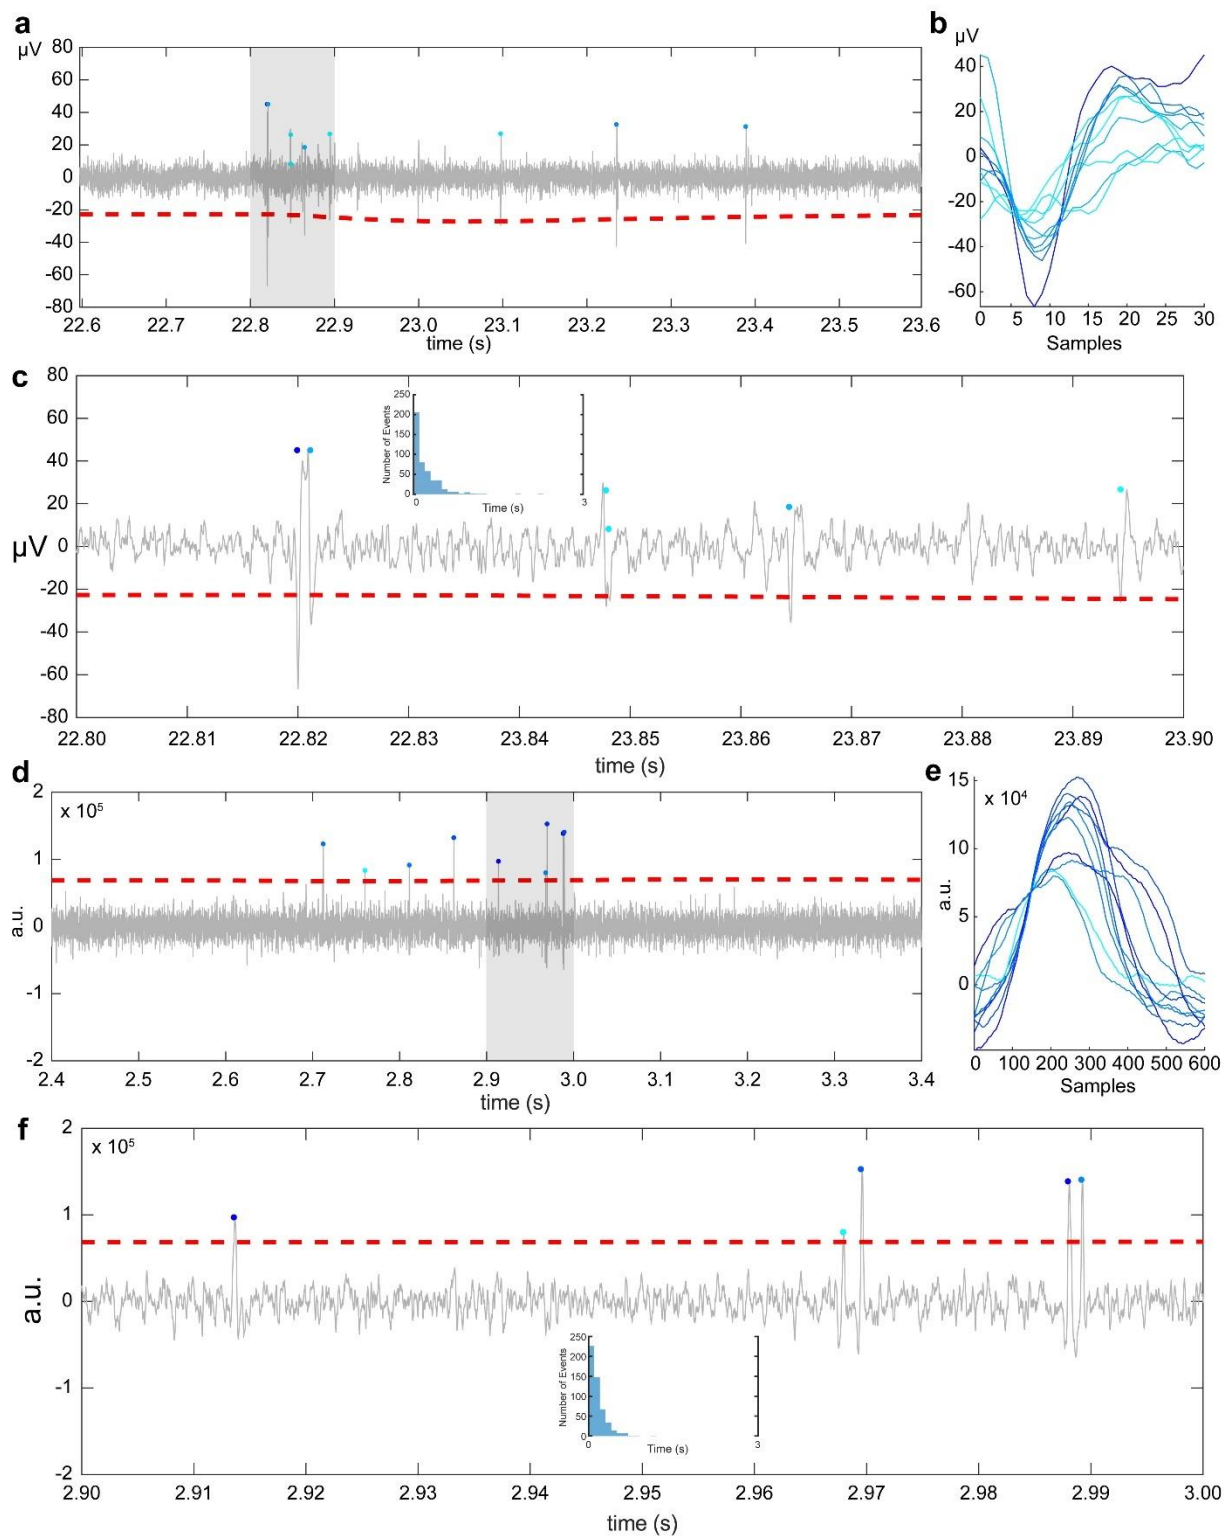 a
µV
80
60
40
20
0
-20
-40
-60
-80
22.6 22.7 22.8 22.9 23.0 23.1 23.2 23.3 23.4 23.5 23.6
time (s)
b
µV
40
20
0
-20
-40
-60
0 5 10 15 20 25 30
Samples
c
80
60
40
20
0
-20
-40
-60
-80
µV
250
200
150
100
50
0
Number of Events
0 3
Time (s)
22.80 22.81 22.82 22.83 23.84 23.85 23.86 23.87 23.88 23.89 23.90
time (s)
d
x 10⁵
2
1
0
-1
-2
a.u.
2.4 2.5 2.6 2.7 2.8 2.9 3.0 3.1 3.2 3.3 3.4
time (s)
e
x 10⁴
15
10
5
0
a.u.
0 100 200 300 400 500 600
Samples
f
x 10⁵
2
1
0
-1
-2
a.u.
250
200
150
100
50
0
Number of Events
0 3
Time (s)
2.90 2.91 2.92 2.93 2.94 2.95 2.96 2.97 2.98 2.99 3.00
time (s)